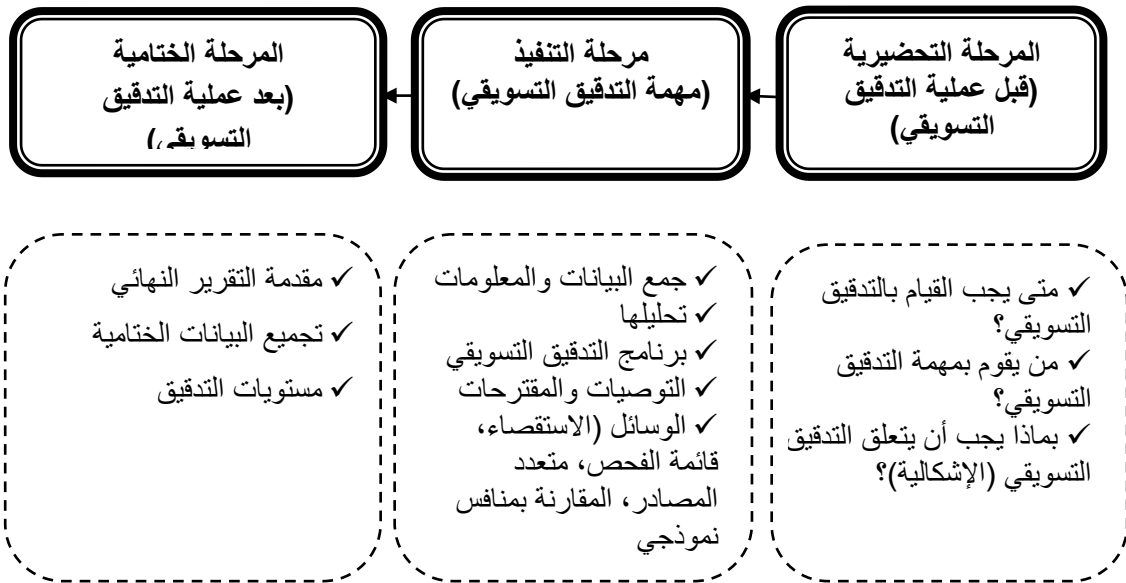 المرحلة التحضيرية
(قبل عملية التدقيق
التسويقي)
مرحلة التنفيذ
(مهمة التدقيق التسويقي)
المرحلة الختامية
(بعد عملية التدقيق
التسويقي)
✓ متى يجب القيام بالتدقيق
التسويقي؟
✓ من يقوم بمهمة التدقيق
التسويقي؟
✓ بماذا يجب أن يتعلق التدقيق
التسويقي (الإشكالية)؟
✓ جمع البيانات والمعلومات
✓ تحليلها
✓ برنامج التدقيق التسويقي
✓ التوصيات والمقترحات
✓ الوسائل (الاستقصاء،
قائمة الفحص، متعدد
المصادر، المقارنة بمنافس
نموذجي
✓ مقدمة التقرير النهائي
✓ تجميع البيانات الختامية
✓ مستويات التدقيق